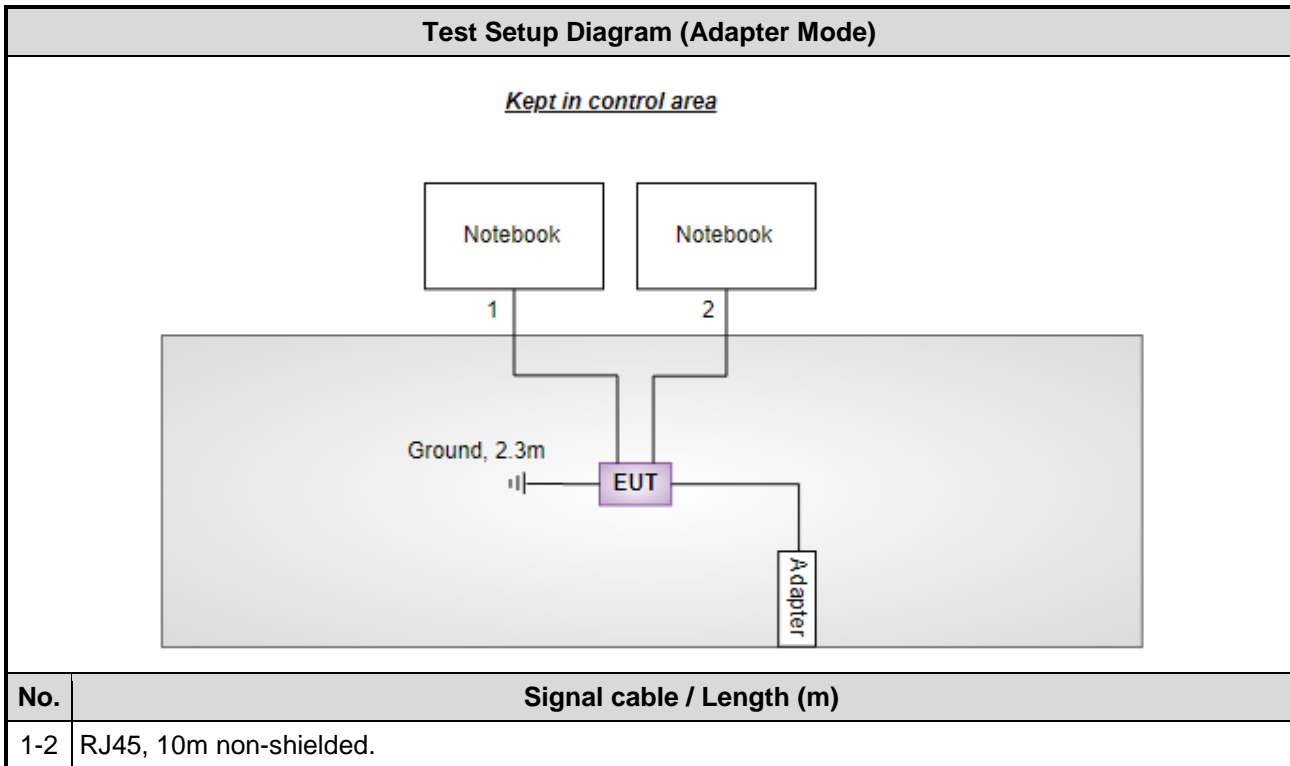 Test Setup Diagram (Adapter Mode)
Kept in control area
Notebook
Notebook
1
2
Ground, 2.3m
EUT
Adapter
No.
Signal cable / Length (m)
1-2
RJ45, 10m non-shielded.